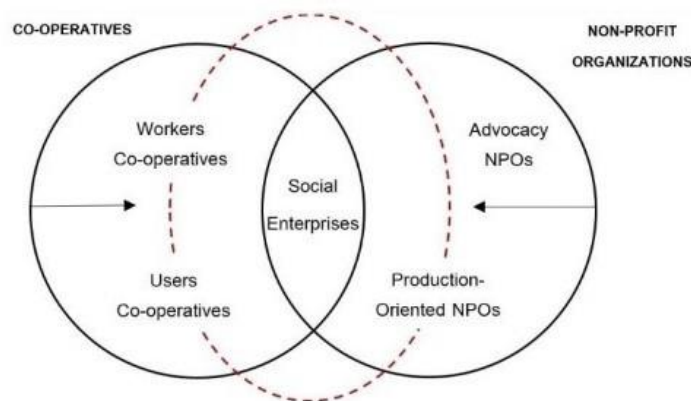 CO-OPERATIVES
NON-PROFIT
ORGANIZATIONS
Workers
Co-operatives
Advocacy
NPOs
Social
Enterprises
Users
Co-operatives
Production-
Oriented NPOs